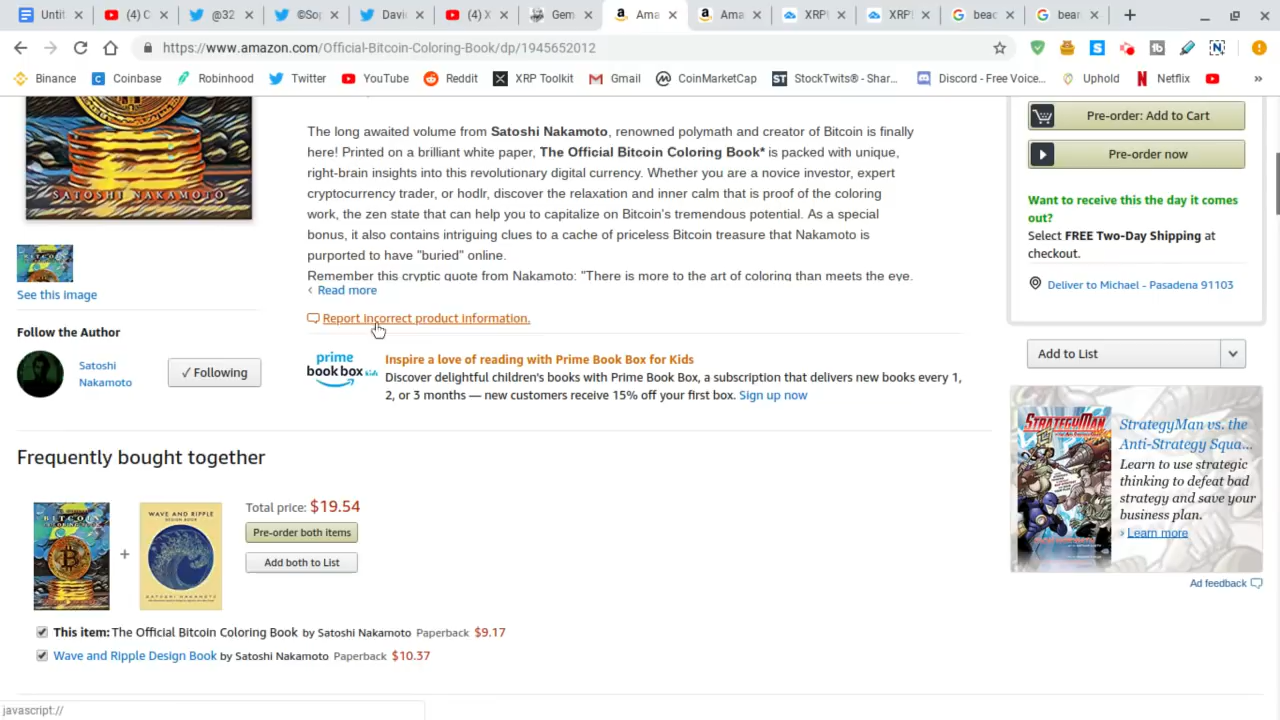 Untit
(4) C
@32
©Sop
Davi
(4) X
Gem
Ama
Ama
XRPL
XRPL
beac
bear
https://www.amazon.com/Official-Bitcoin-Coloring-Book/dp/1945652012
Binance
Coinbase
Robinhood
Twitter
YouTube
Reddit
XRP Toolkit
Gmail
CoinMarketCap
StockTwits® - Shar...
Discord - Free Voice...
Uphold
Netflix
»
SATOSHI NAKAMOTO
See this image
Follow the Author
Satoshi
Nakamoto
✓ Following
The long awaited volume from Satoshi Nakamoto, renowned polymath and creator of Bitcoin is finally
here! Printed on a brilliant white paper, The Official Bitcoin Coloring Book* is packed with unique,
right-brain insights into this revolutionary digital currency. Whether you are a novice investor, expert
cryptocurrency trader, or hodlr, discover the relaxation and inner calm that is proof of the coloring
work, the zen state that can help you to capitalize on Bitcoin's tremendous potential. As a special
bonus, it also contains intriguing clues to a cache of priceless Bitcoin treasure that Nakamoto is
purported to have "buried" online.
Remember this cryptic quote from Nakamoto: "There is more to the art of coloring than meets the eye.
‹ Read more
Report incorrect product information.
prime
book box kids
Inspire a love of reading with Prime Book Box for Kids
Discover delightful children's books with Prime Book Box, a subscription that delivers new books every 1,
2, or 3 months — new customers receive 15% off your first box. Sign up now
Pre-order: Add to Cart
Pre-order now
Want to receive this the day it comes
out?
Select FREE Two-Day Shipping at
checkout.
Deliver to Michael - Pasadena 91103
Add to List
STRATEGYMAN
StrategyMan vs. the
Anti-Strategy Squa...
Learn to use strategic
thinking to defeat bad
strategy and save your
business plan.
› Learn more
Ad feedback
Frequently bought together
BITCOIN
+
WAVE AND RIPPLE
DESIGN BOOK
SATOSHI NAKAMOTO
Total price: $19.54
Pre-order both items
Add both to List
This item: The Official Bitcoin Coloring Book by Satoshi Nakamoto Paperback $9.17
Wave and Ripple Design Book by Satoshi Nakamoto Paperback $10.37
javascript://